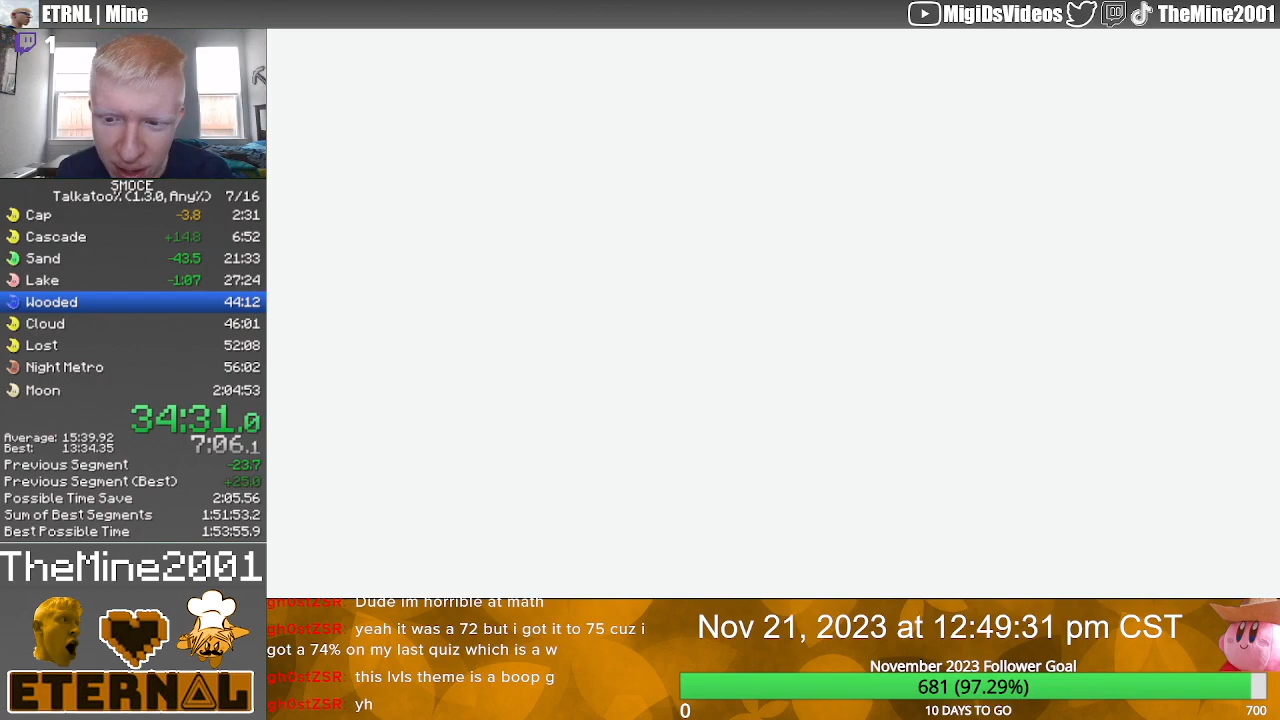 ETRNL | Mine
MigiDsVideos
TheMine2001
1
SMOCE
Talkatoo% (1.3.0, Any%) 7/16
Cap -3.8 2:31
Cascade +14.8 6:52
Sand -43.5 21:33
Lake -1:07 27:24
Wooded 44:12
Cloud 46:01
Lost 52:08
Night Metro 56:02
Moon 2:04:53
34:31.0
Average: 15:39.92
Best: 13:34.35
7:06.1
Previous Segment -23.7
Previous Segment (Best) +25.0
Possible Time Save 2:05.56
Sum of Best Segments 1:51:53.2
Best Possible Time 1:53:55.9
TheMine2001
ETERNAL
gh0stZSR Dude im horrible at math
gh0stZSR yeah it was a 72 but i got it to 75 cuz i
got a 74% on my last quiz which is a w
gh0stZSR this lvls theme is a boop g
gh0stZSR yh
Nov 21, 2023 at 12:49:31 pm CST
November 2023 Follower Goal
681 (97.29%)
0 10 DAYS TO GO 700